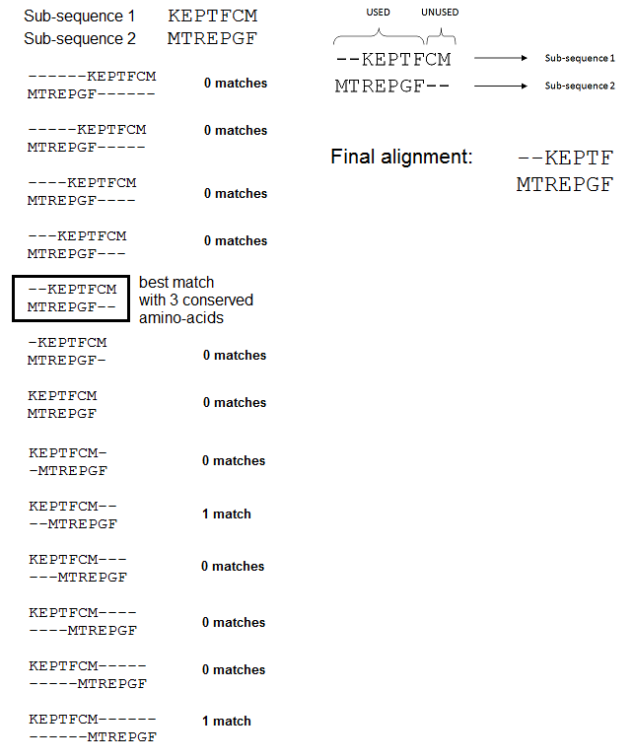 Sub-sequence 1 KEPTFCM
Sub-sequence 2 MTREPGF
------KEPTFCM
MTREPGF------
0 matches
-----KEPTFCM
MTREPGF-----
0 matches
----KEPTFCM
MTREPGF----
0 matches
---KEPTFCM
MTREPGF---
0 matches
--KEPTFCM
MTREPGF--
best match
with 3 conserved
amino-acids
-KEPTFCM
MTREPGF-
0 matches
KEPTFCM
MTREPGF
0 matches
KEPTFCM-
-MTREPGF
0 matches
KEPTFCM--
--MTREPGF
1 match
KEPTFCM---
---MTREPGF
0 matches
KEPTFCM----
----MTREPGF
0 matches
KEPTFCM-----
-----MTREPGF
0 matches
KEPTFCM------
------MTREPGF
1 match
USED UNUSED
--KEPTFCM Sub-sequence 1
MTREPGF-- Sub-sequence 2
Final alignment: --KEPTF
MTREPGF